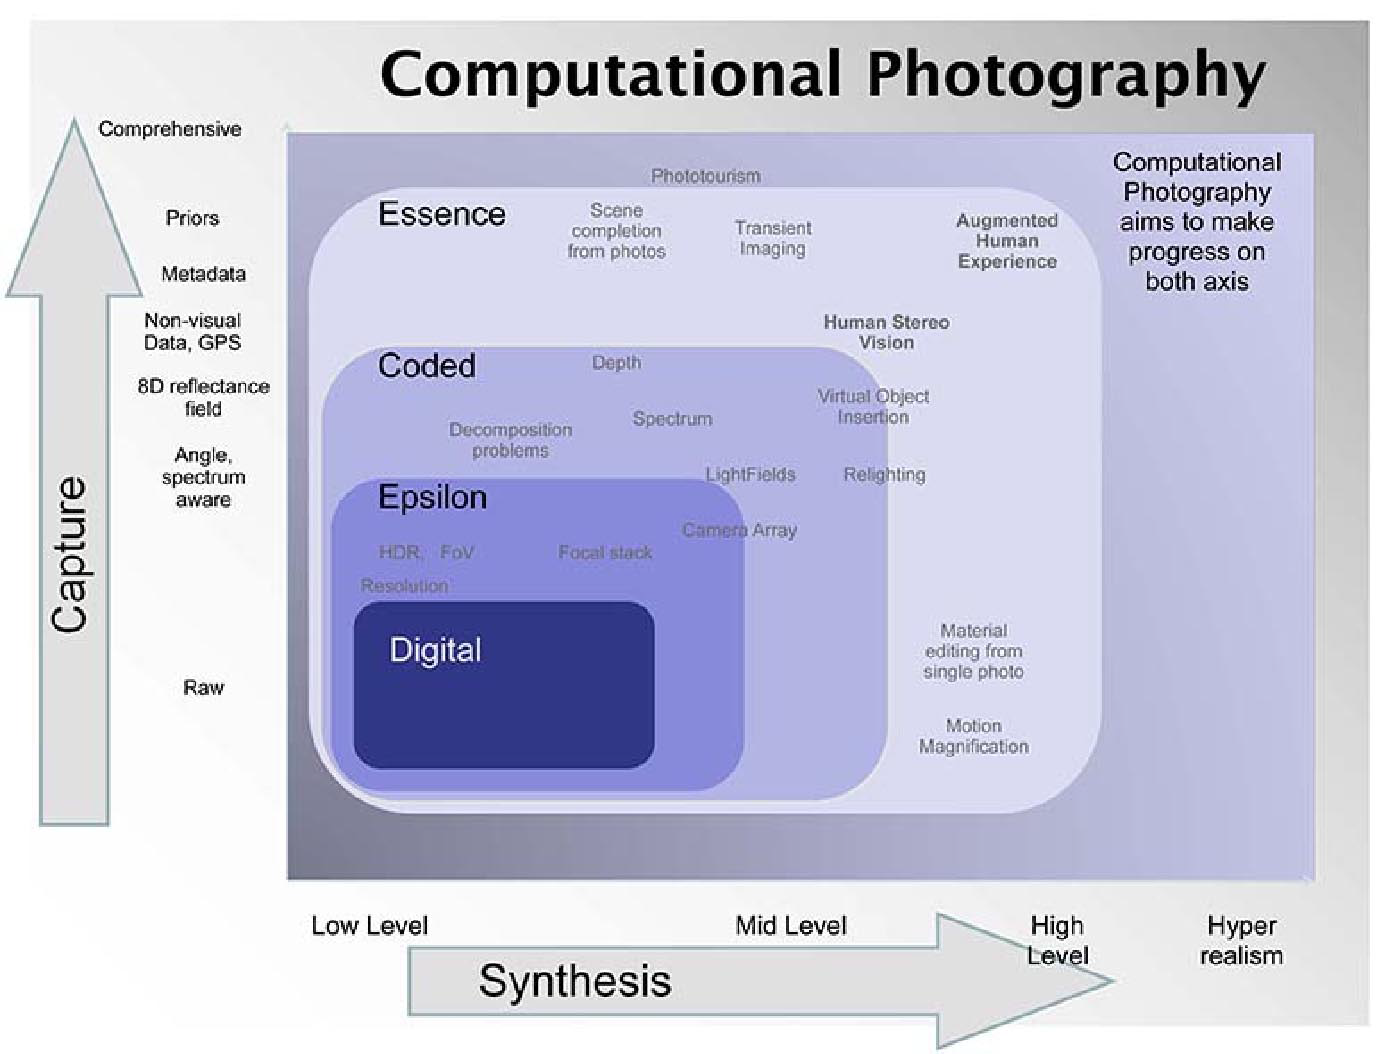 Computational Photography
Comprehensive
Priors
Metadata
Non-visual
Data, GPS
8D reflectance
field
Angle,
spectrum
aware
Raw
Capture
Computational
Photography
aims to make
progress on
both axis
Phototourism
Essence
Scene
completion
from photos
Transient
Imaging
Augmented
Human
Experience
Human Stereo
Vision
Coded
Depth
Virtual Object
Insertion
Spectrum
Decomposition
problems
LightFields
Relighting
Epsilon
Camera Array
HDR, FoV
Focal stack
Resolution
Digital
Material
editing from
single photo
Motion
Magnification
Low Level
Mid Level
High
Level
Hyper
realism
Synthesis